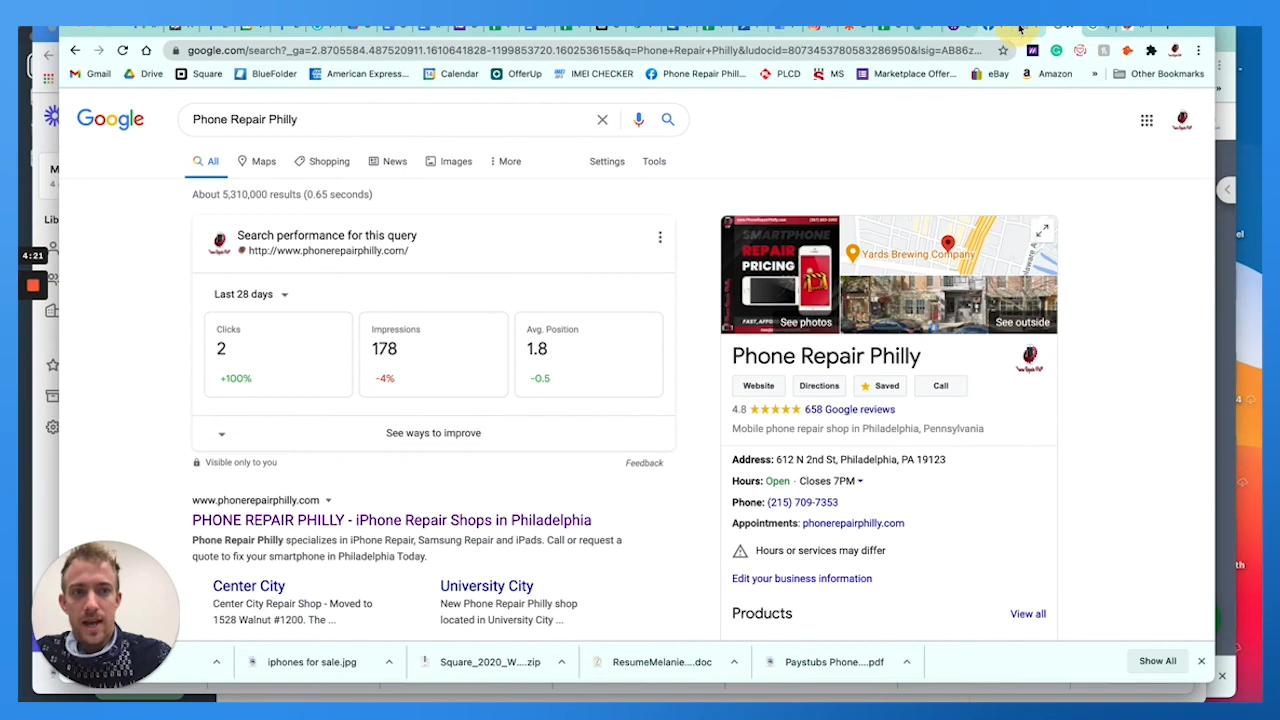 google.com/search?_ga=2.8705584.487520911.1610641828-1199853720.1602536155&q=Phone+Repair+Philly&ludocid=8073453780583286950&lsig=AB86z...
Gmail
Drive
Square
BlueFolder
American Express...
Calendar
OfferUp
IMEI CHECKER
Phone Repair Phill...
PLCD
MS
Marketplace Offer...
eBay
Amazon
»
Other Bookmarks
Google
Phone Repair Philly
All
Maps
Shopping
News
Images
More
Settings
Tools
About 5,310,000 results (0.65 seconds)
Search performance for this query
http://www.phonerepairphilly.com/
Last 28 days
Clicks
2
+100%
Impressions
178
-4%
Avg. Position
1.8
-0.5
See ways to improve
Visible only to you
Feedback
www.phonerepairphilly.com
PHONE REPAIR PHILLY - iPhone Repair Shops in Philadelphia
Phone Repair Philly specializes in iPhone Repair, Samsung Repair and iPads. Call or request a
quote to fix your smartphone in Philadelphia Today.
Center City
Center City Repair Shop - Moved to
1528 Walnut #1200. The ...
University City
New Phone Repair Philly shop
located in University City ...
SMARTPHONE
REPAIR
PRICING
See photos
Yards Brewing Company
See outside
Phone Repair Philly
Website
Directions
Saved
Call
4.8
658 Google reviews
Mobile phone repair shop in Philadelphia, Pennsylvania
Address: 612 N 2nd St, Philadelphia, PA 19123
Hours: Open · Closes 7PM
Phone: (215) 709-7353
Appointments: phonerepairphilly.com
Hours or services may differ
Edit your business information
Products
View all
4:21
Lib
iphones for sale.jpg
Square_2020_W....zip
ResumeMelanie....doc
Paystubs Phone....pdf
Show All